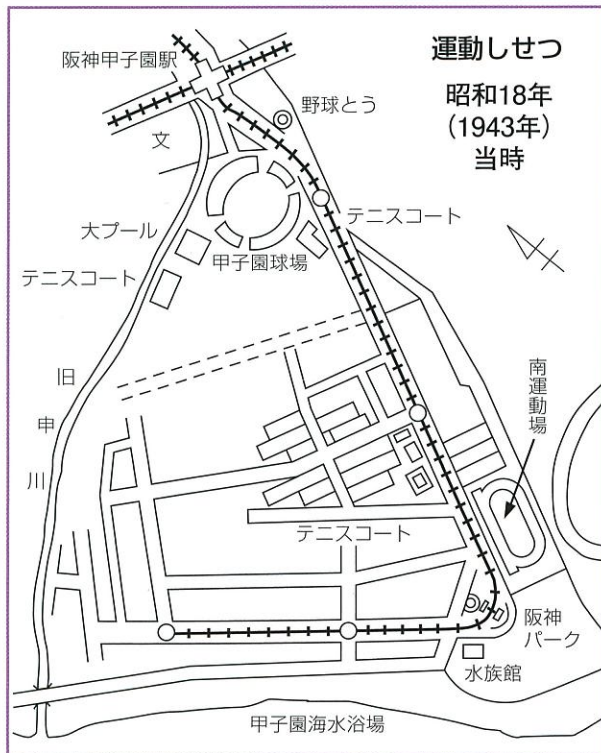 運動しせつ
昭和18年
(1943年)
当時
阪神甲子園駅
野球とう
文
テニスコート
大プール
甲子園球場
テニスコート
旧申川
南運動場
テニスコート
阪神
パーク
水族館
甲子園海水浴場